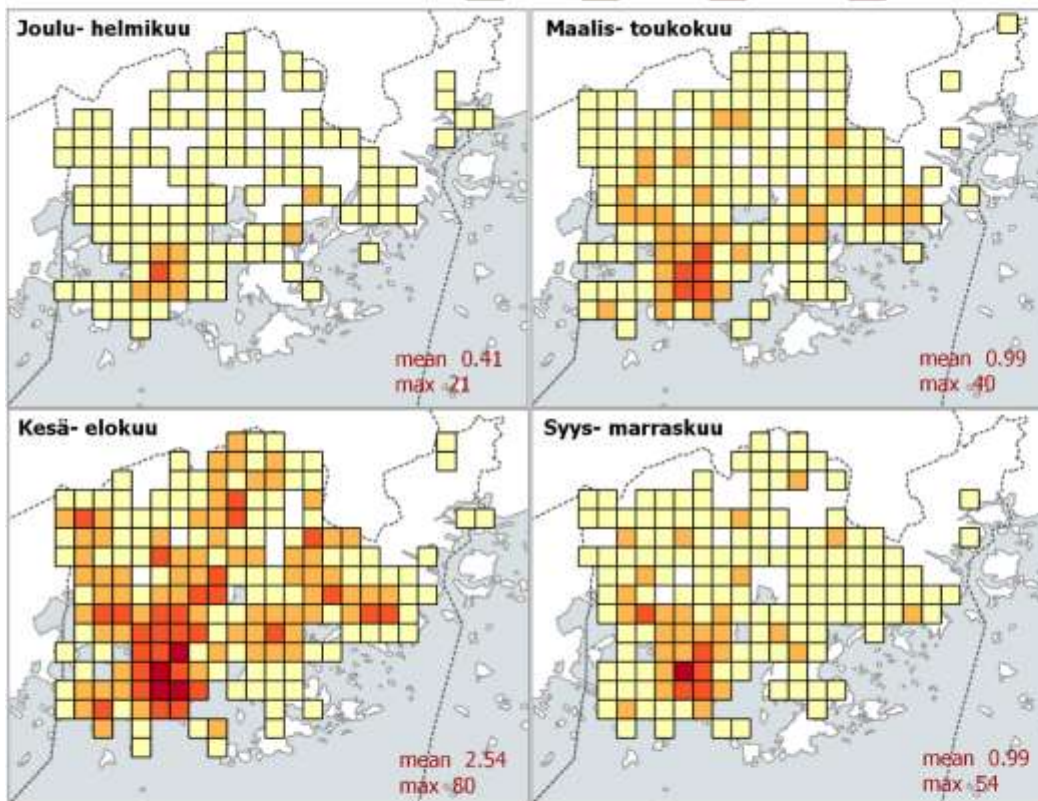 Joulu- helmikuu
Maalis- toukokuu
mean 0.41
max 21
mean 0.99
max 40
Kesä- elokuu
Syys- marraskuu
mean 2.54
max 80
mean 0.99
max 54